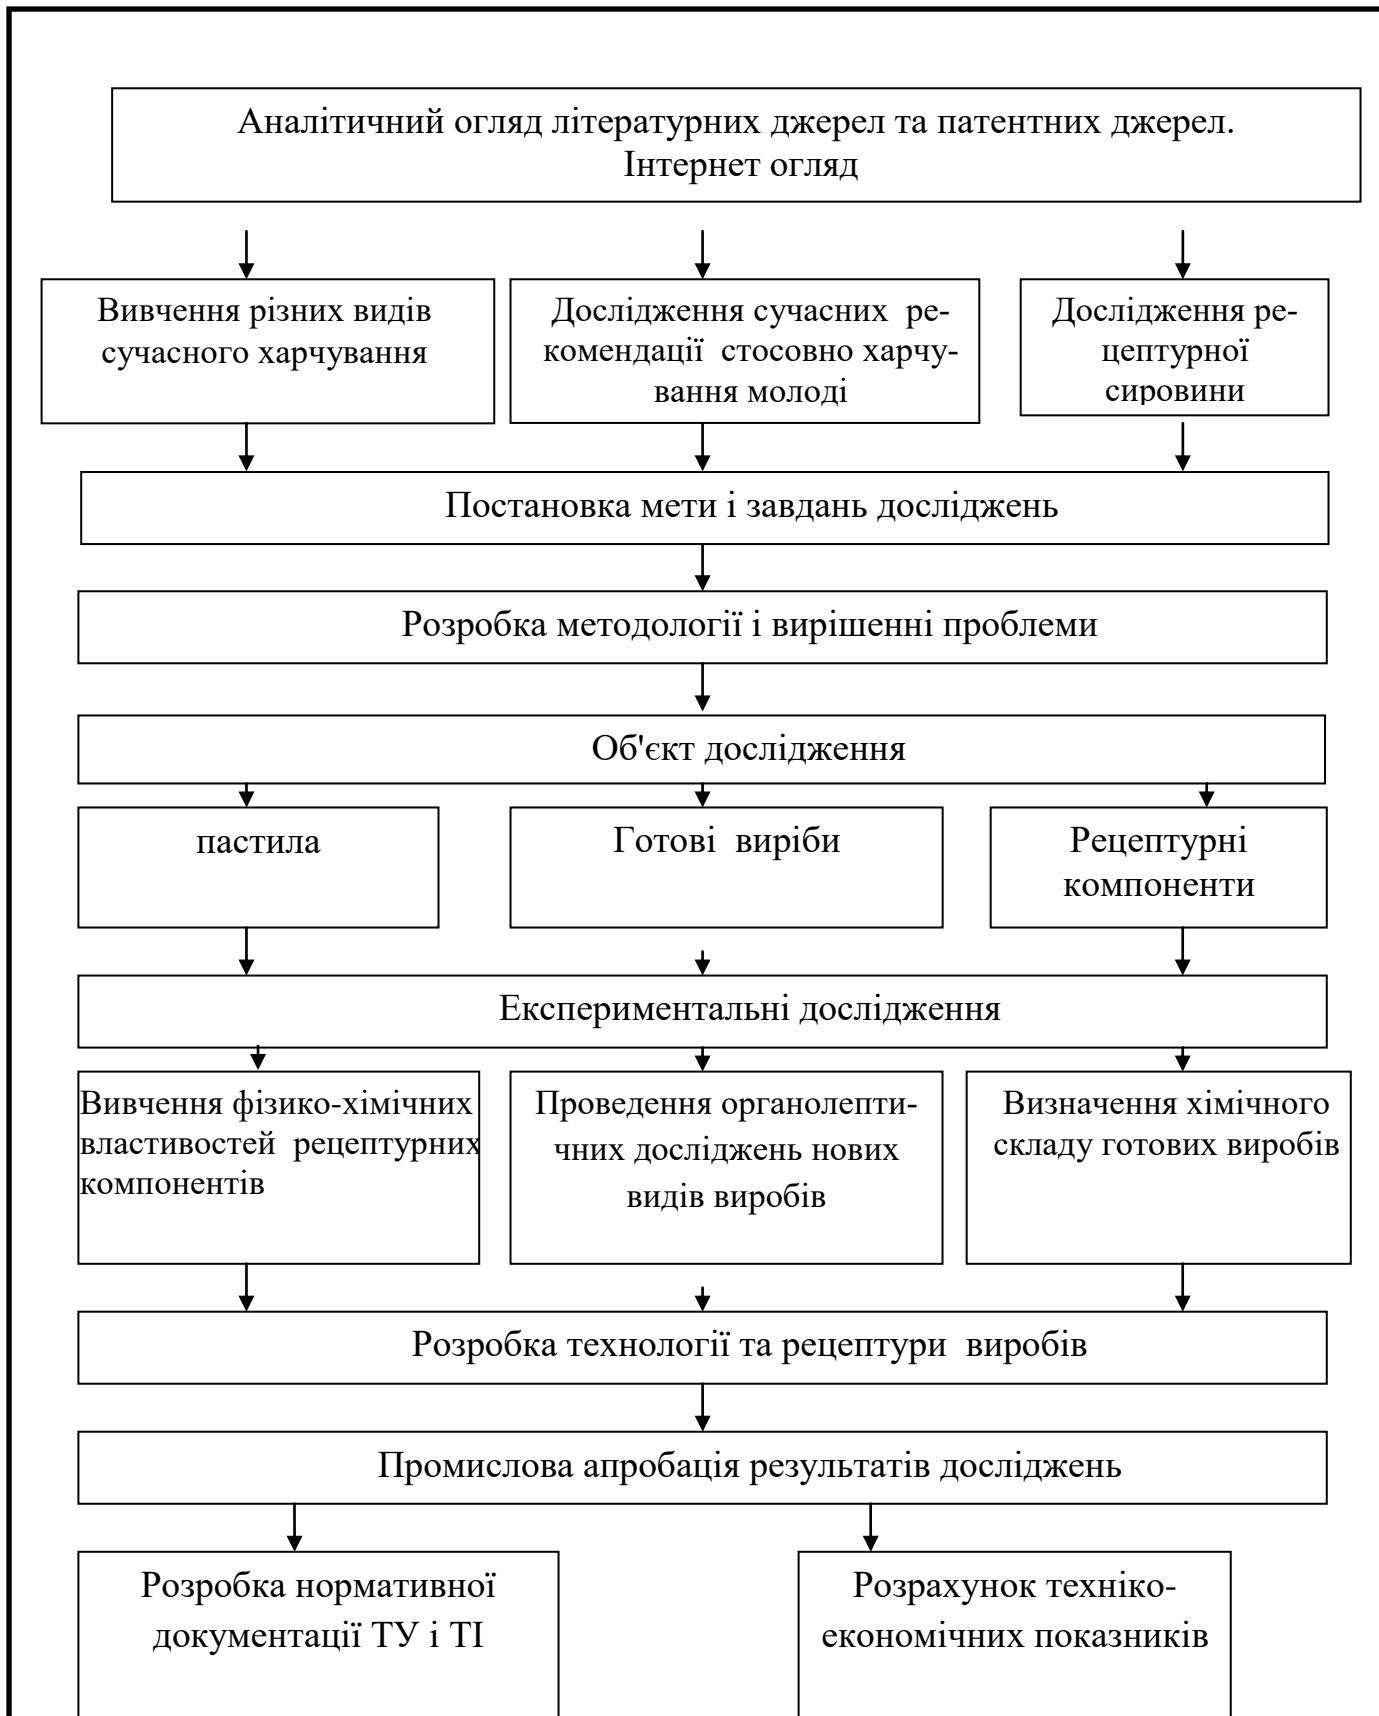 Аналітичний огляд літературних джерел та патентних джерел.
Інтернет огляд
Вивчення різних видів
сучасного харчування
Дослідження сучасних ре-
комендації стосовно харчу-
вання молоді
Дослідження ре-
цептурної
сировини
Постановка мети і завдань досліджень
Розробка методології і вирішенні проблеми
Об'єкт дослідження
пастила
Готові виріби
Рецептурні
компоненти
Експериментальні дослідження
Вивчення фізико-хімічних
властивостей рецептурних
компонентів
Проведення органолепти-
чних досліджень нових
видів виробів
Визначення хімічного
складу готових виробів
Розробка технології та рецептури виробів
Промислова апробація результатів досліджень
Розробка нормативної
документації ТУ і ТІ
Розрахунок техніко-
економічних показників